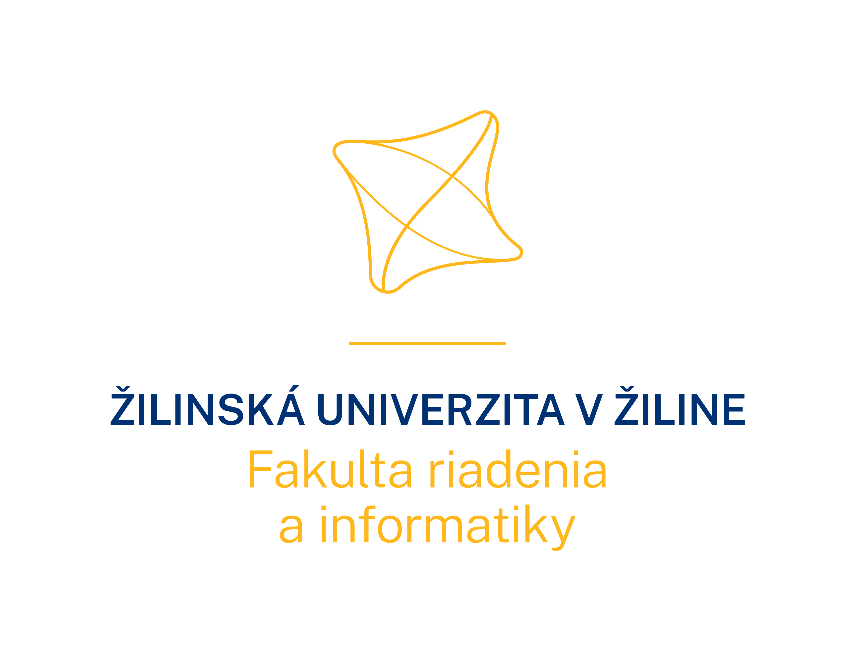 ŽILINSKÁ UNIVERZITA V ŽILINE
Fakulta riadenia
a informatiky